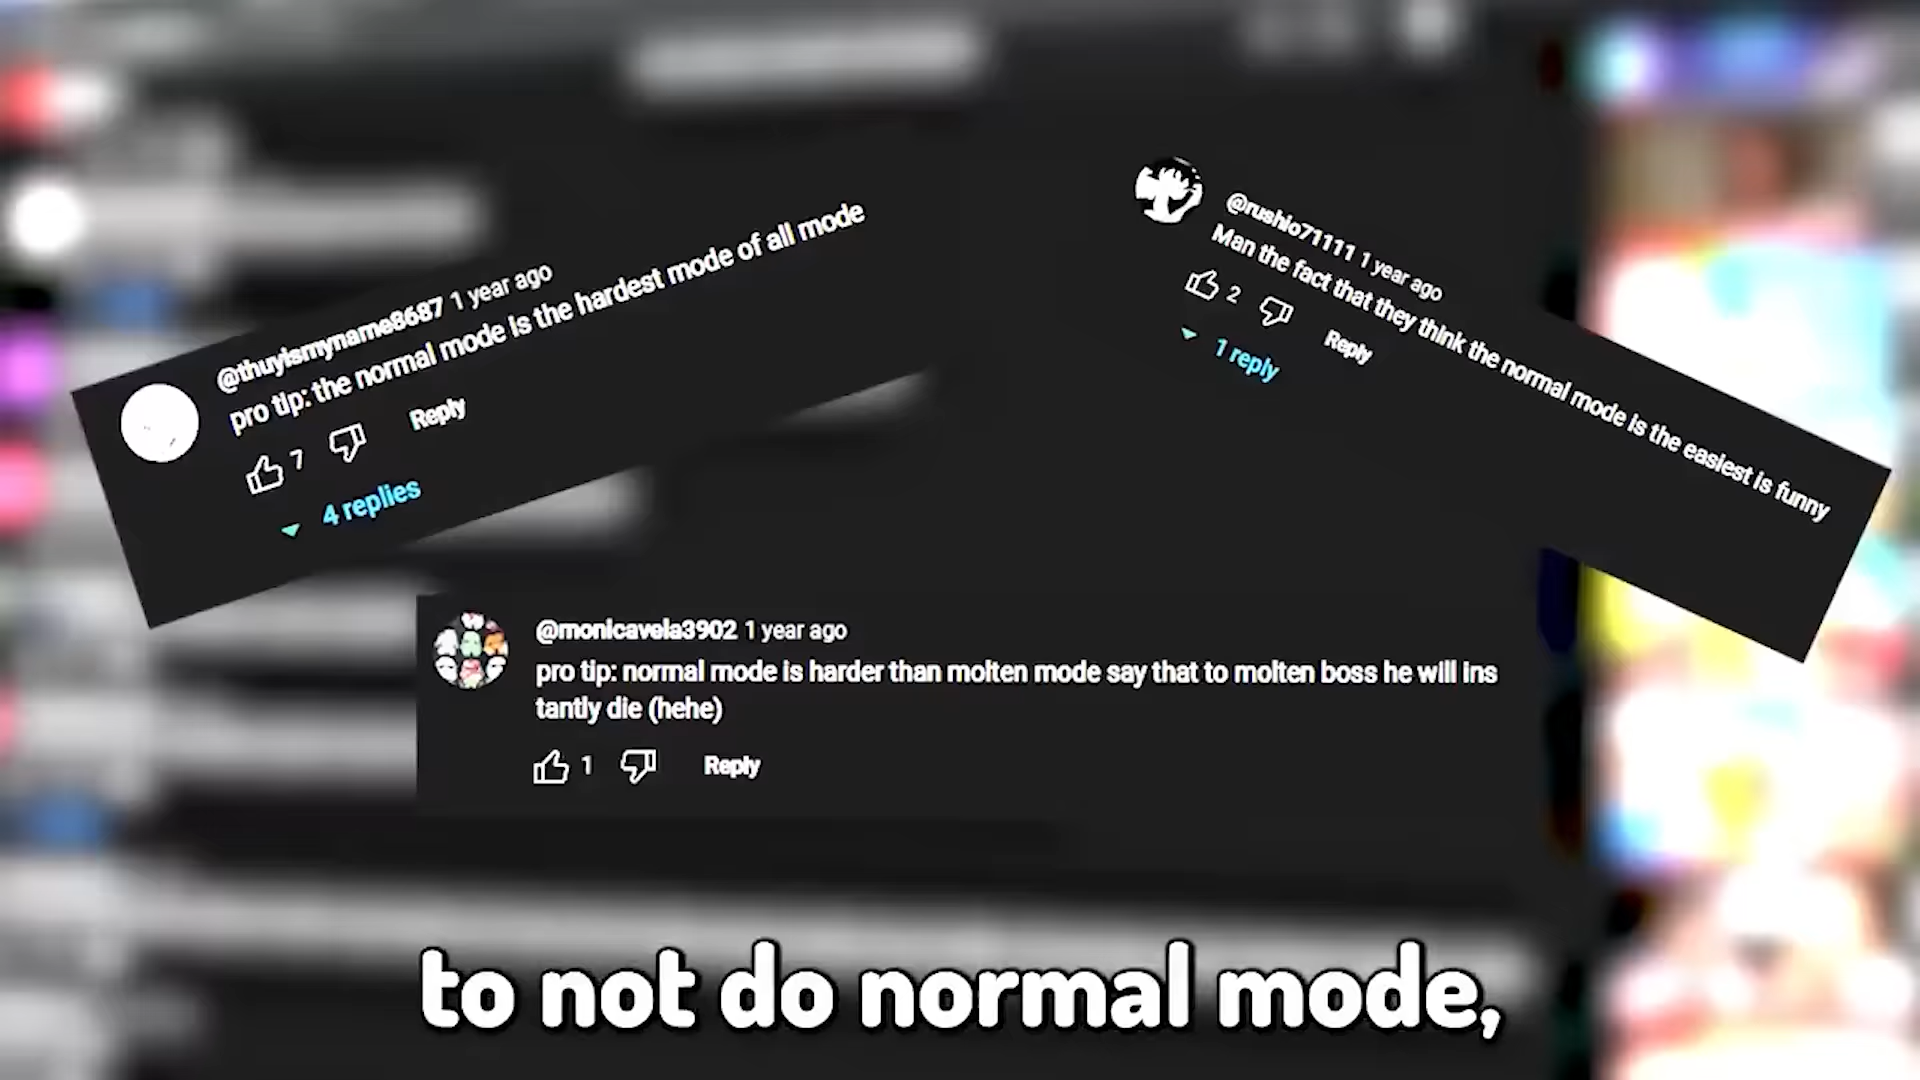 @thuyismyname8687 1 year ago
pro tip: the normal mode is the hardest mode of all mode
7 Reply
4 replies
@rushio71111 1 year ago
Man the fact that they think the normal mode is the easiest is funny
2 Reply
1 reply
@monicavela3902 1 year ago
pro tip: normal mode is harder than molten mode say that to molten boss he will ins
tantly die (hehe)
1 Reply
to not do normal mode,